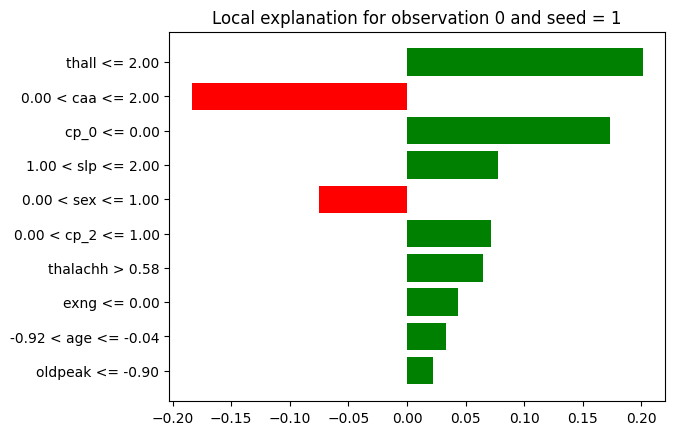 Local explanation for observation 0 and seed = 1
thall <= 2.00
0.00 < caa <= 2.00
cp_0 <= 0.00
1.00 < slp <= 2.00
0.00 < sex <= 1.00
0.00 < cp_2 <= 1.00
thalachh > 0.58
exng <= 0.00
-0.92 < age <= -0.04
oldpeak <= -0.90
−0.20 −0.15 −0.10 −0.05 0.00 0.05 0.10 0.15 0.20